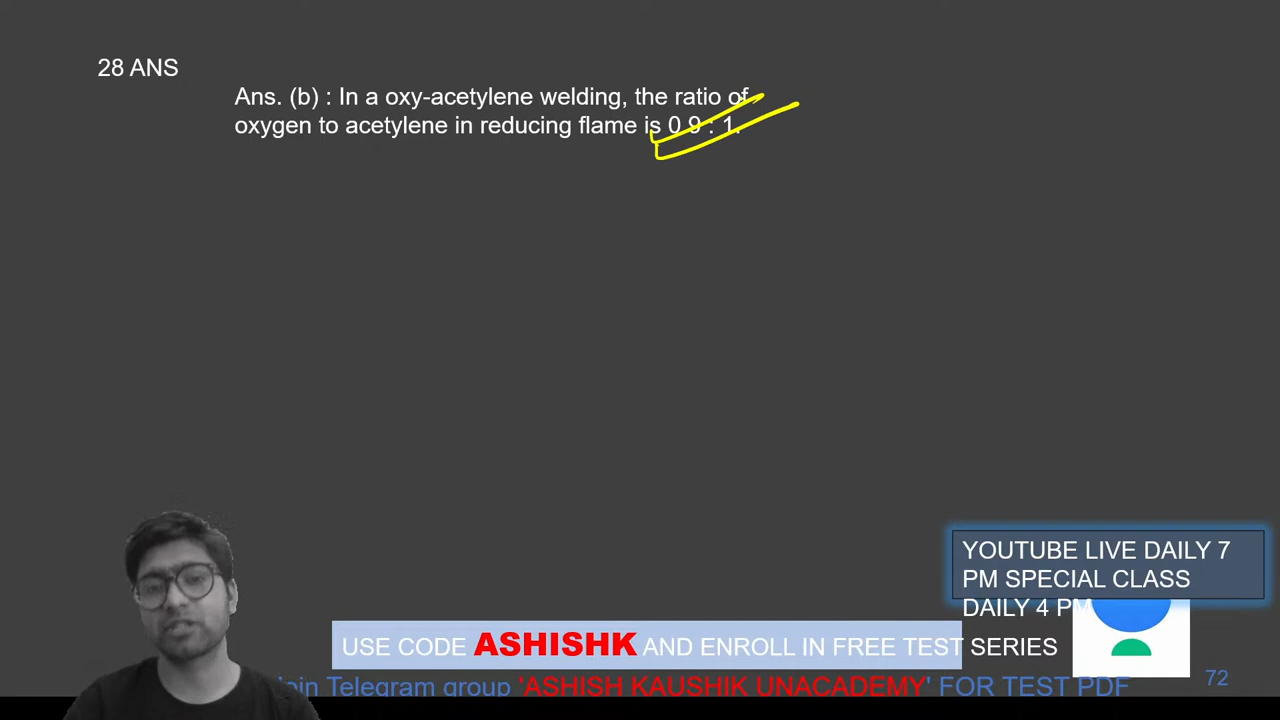 28 ANS
Ans. (b) : In a oxy-acetylene welding, the ratio of
oxygen to acetylene in reducing flame is 0.9 : 1.
YOUTUBE LIVE DAILY 7
PM SPECIAL CLASS
DAILY 4 PM
USE CODE ASHISHK AND ENROLL IN FREE TEST SERIES
Join Telegram group 'ASHISH KAUSHIK UNACADEMY' FOR TEST PDF
72